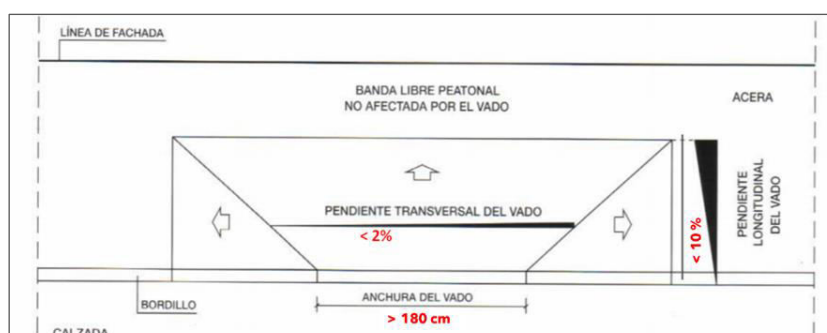 LÍNEA DE FACHADA
BANDA LIBRE PEATONAL
NO AFECTADA POR EL VADO
ACERA
PENDIENTE TRANSVERSAL DEL VADO
< 2%
< 10 %
PENDIENTE
LONGITUDINAL
DEL VADO
BORDILLO
ANCHURA DEL VADO
> 180 cm
CALZADA